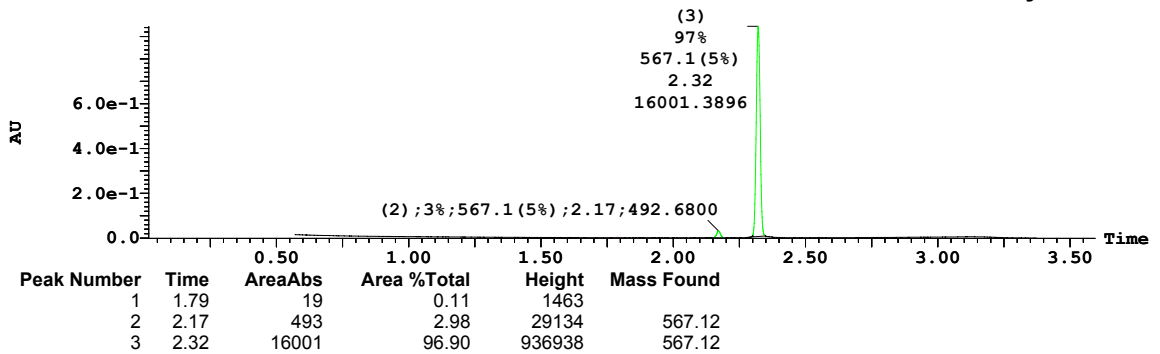 (3)
97%
567.1(5%)
2.32
16001.3896
AU
6.0e-1
4.0e-1
2.0e-1
0.0
(2);3%;567.1(5%);2.17;492.6800
Time
0.50 1.00 1.50 2.00 2.50 3.00 3.50
Peak Number Time AreaAbs Area %Total Height Mass Found
1 1.79 19 0.11 1463
2 2.17 493 2.98 29134 567.12
3 2.32 16001 96.90 936938 567.12